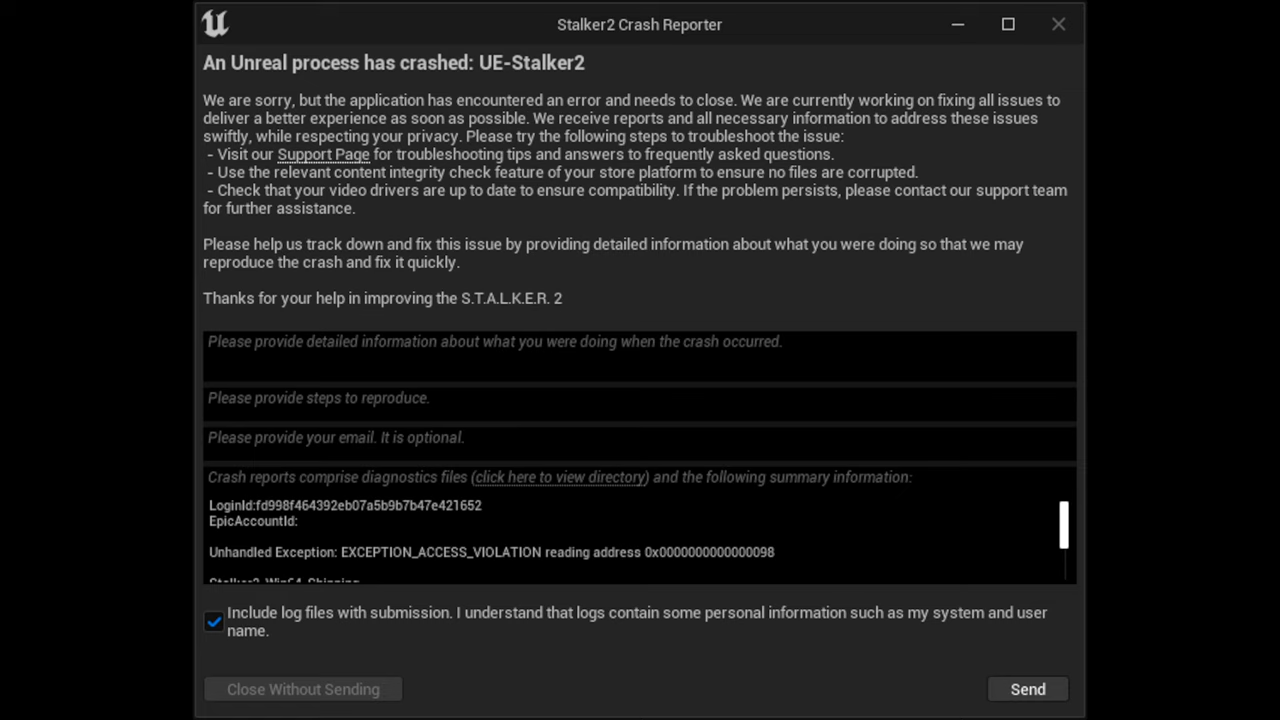 Stalker2 Crash Reporter
An Unreal process has crashed: UE-Stalker2
We are sorry, but the application has encountered an error and needs to close. We are currently working on fixing all issues to
deliver a better experience as soon as possible. We receive reports and all necessary information to address these issues
swiftly, while respecting your privacy. Please try the following steps to troubleshoot the issue:
- Visit our Support Page for troubleshooting tips and answers to frequently asked questions.
- Use the relevant content integrity check feature of your store platform to ensure no files are corrupted.
- Check that your video drivers are up to date to ensure compatibility. If the problem persists, please contact our support team
for further assistance.
Please help us track down and fix this issue by providing detailed information about what you were doing so that we may
reproduce the crash and fix it quickly.
Thanks for your help in improving the S.T.A.L.K.E.R. 2
Please provide detailed information about what you were doing when the crash occurred.
Please provide steps to reproduce.
Please provide your email. It is optional.
Crash reports comprise diagnostics files (click here to view directory) and the following summary information:
LoginId:fd998f464392eb07a5b9b7b47e421652
EpicAccountId:
Unhandled Exception: EXCEPTION_ACCESS_VIOLATION reading address 0x0000000000000098
Stalker2_Win64_Shipping
Include log files with submission. I understand that logs contain some personal information such as my system and user
name.
Close Without Sending
Send